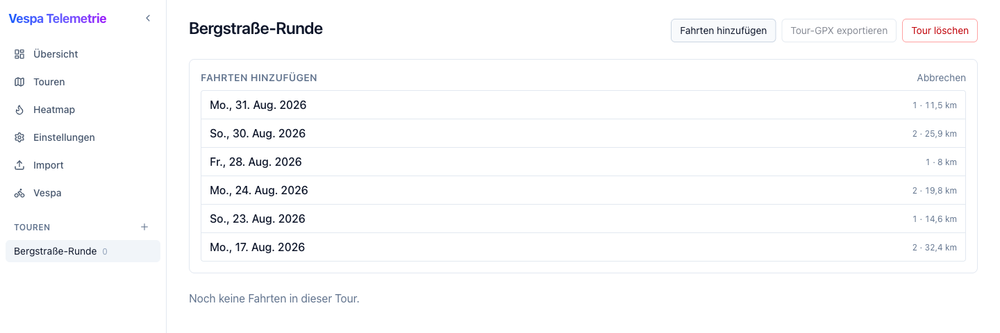 Vespa Telemetrie
Übersicht
Touren
Heatmap
Einstellungen
Import
Vespa
TOUREN
Bergstraße-Runde 0
Bergstraße-Runde
Fahrten hinzufügen
Tour-GPX exportieren
Tour löschen
FAHRTEN HINZUFÜGEN
Abbrechen
Mo., 31. Aug. 2026 1 · 11,5 km
So., 30. Aug. 2026 2 · 25,9 km
Fr., 28. Aug. 2026 1 · 8 km
Mo., 24. Aug. 2026 2 · 19,8 km
So., 23. Aug. 2026 1 · 14,6 km
Mo., 17. Aug. 2026 2 · 32,4 km
Noch keine Fahrten in dieser Tour.